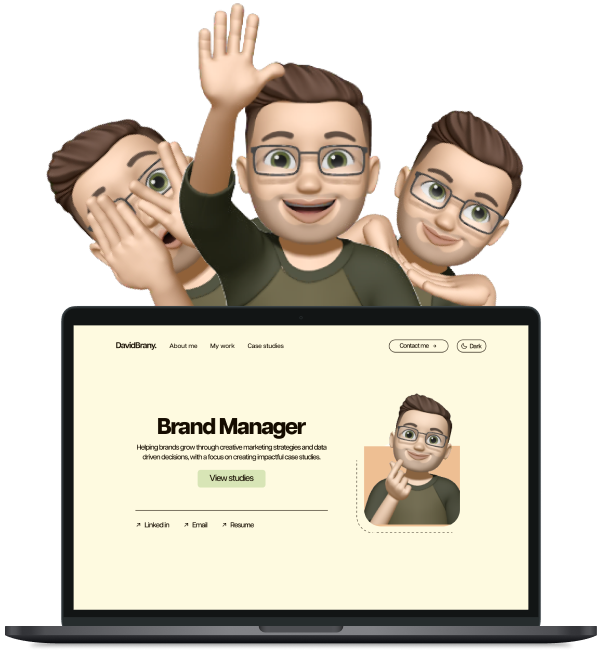 DavidBrany.
About me
My work
Case studies
Contact me →
Dark
Brand Manager
Helping brands grow through creative marketing strategies and data
driven decisions, with a focus on creating impactful case studies.
View studies
↗ Linked in
↗ Email
↗ Resume